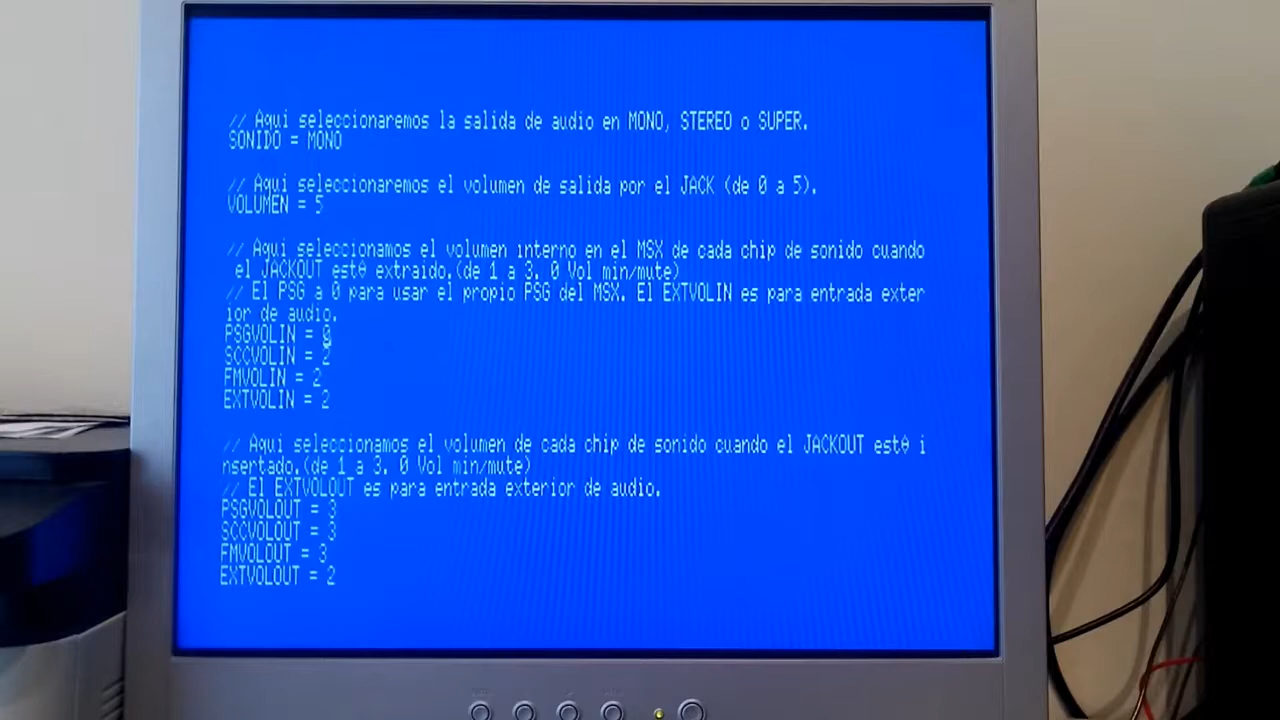 // Aqui seleccionaremos la salida de audio en MONO, STEREO o SUPER.
SONIDO = MONO
// Aqui seleccionaremos el volumen de salida por el JACK (de 0 a 5).
VOLUMEN = 5
// Aqui seleccionamos el volumen interno en el MSX de cada chip de sonido cuando
el JACKOUT estθ extraido.(de 1 a 3. 0 Vol min/mute)
// El PSG a 0 para usar el propio PSG del MSX. El EXTVOLIN es para entrada exter
ior de audio.
PSGVOLIN = 0
SCCVOLIN = 2
FMVOLIN = 2
EXTVOLIN = 2
// Aqui seleccionamos el volumen de cada chip de sonido cuando el JACKOUT estθ i
nsertado.(de 1 a 3. 0 Vol min/mute)
// El EXTVOLOUT es para entrada exterior de audio.
PSGVOLOUT = 3
SCCVOLOUT = 3
FMVOLOUT = 3
EXTVOLOUT = 2